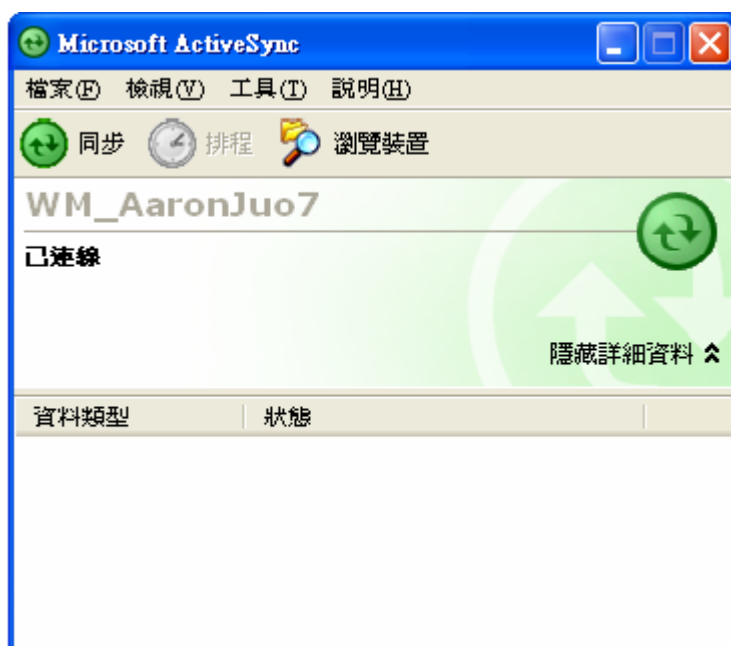 Microsoft ActiveSync
檔案(F) 檢視(V) 工具(T) 說明(H)
同步 排程 瀏覽裝置
WM_AaronJuo7
已連線
隱藏詳細資料
資料類型 狀態